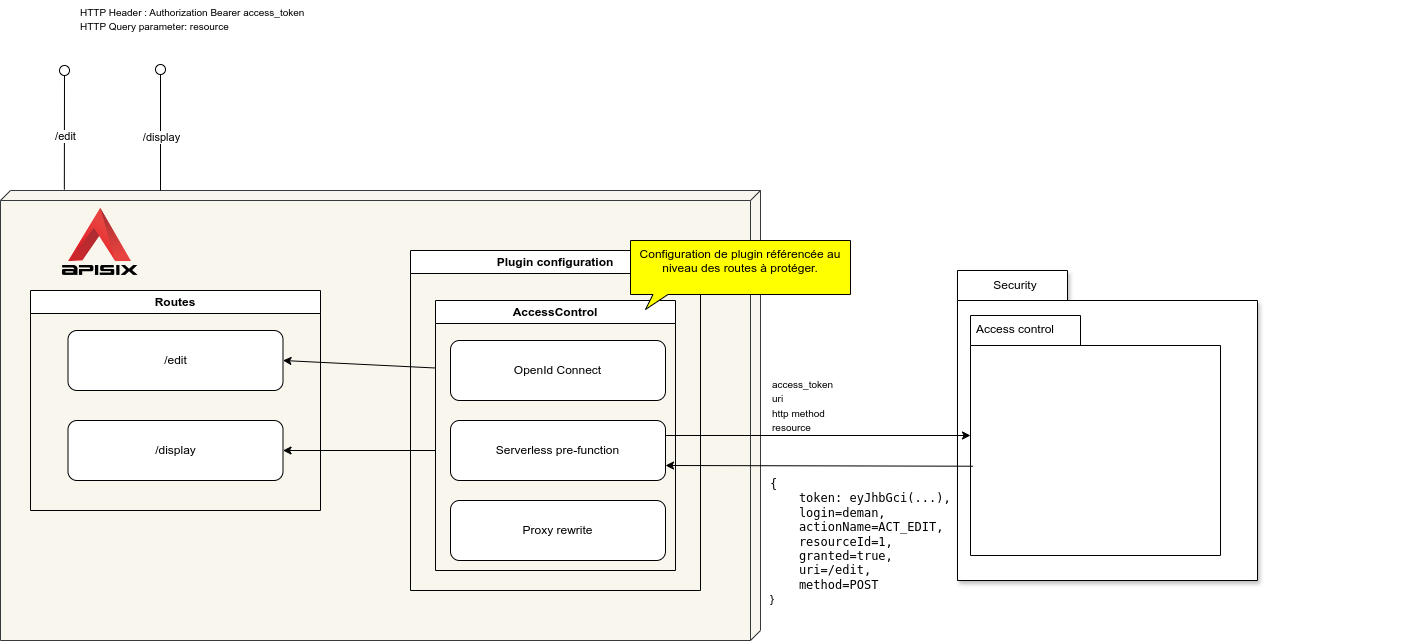 HTTP Header : Authorization Bearer access_token
HTTP Query parameter: resource
/edit
/display
APISIX
Routes
/edit
/display
Plugin configuration
Configuration de plugin référencée au
niveau des routes à protéger.
AccessControl
OpenId Connect
Serverless pre-function
Proxy rewrite
access_token
uri
http method
resource
{
    token: eyJhbGci(...),
    login=deman,
    actionName=ACT_EDIT,
    resourceId=1,
    granted=true,
    uri=/edit,
    method=POST
}
Security
Access control